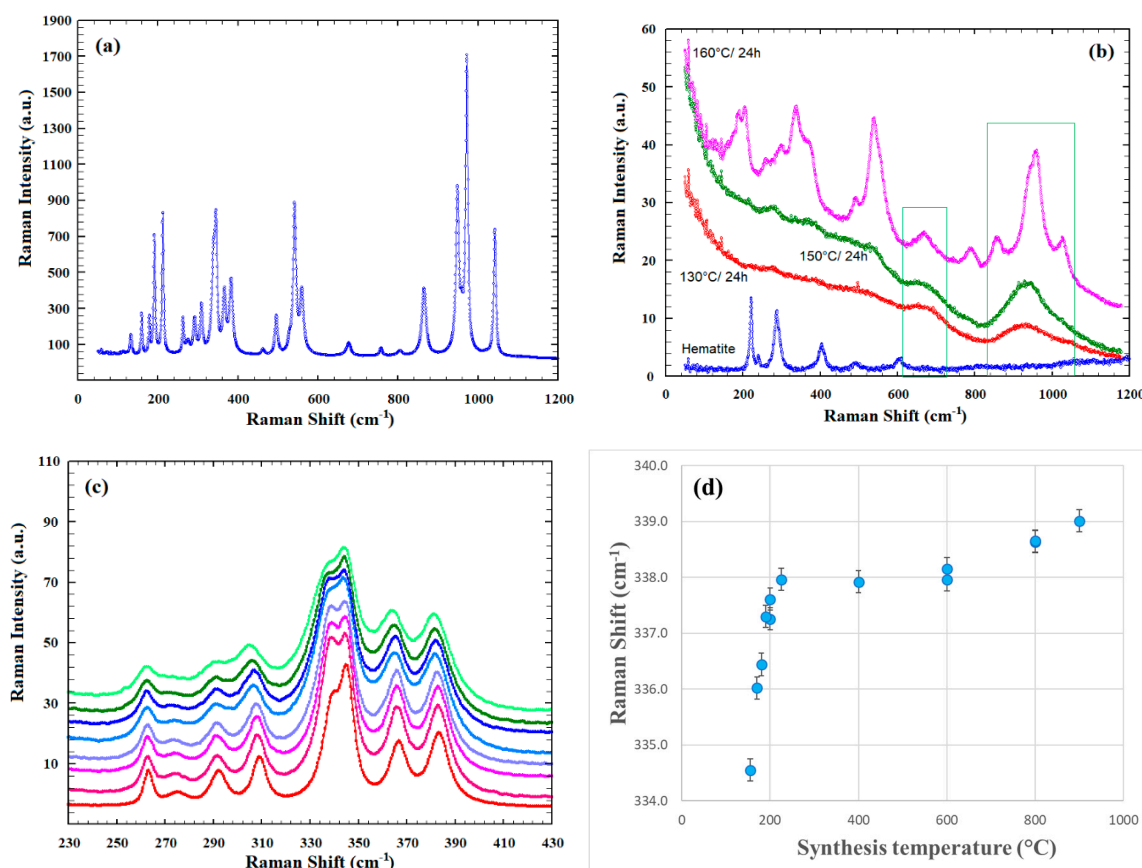 (a)
1900
1700
1500
1300
1100
900
700
500
300
100
Raman Intensity (a.u.)
0 200 400 600 800 1000 1200
Raman Shift (cm-1)
(b)
60
50
40
30
20
10
0
Raman Intensity (a.u.)
160°C/ 24h
150°C/ 24h
130°C/ 24h
Hematite
0 200 400 600 800 1000 1200
Raman Shift (cm-1)
(c)
110
90
70
50
30
10
Raman Intensity (a.u.)
230 250 270 290 310 330 350 370 390 410 430
Raman Shift (cm-1)
(d)
340.0
339.0
338.0
337.0
336.0
335.0
334.0
Raman Shift (cm-1)
0 200 400 600 800 1000
Synthesis temperature (°C)